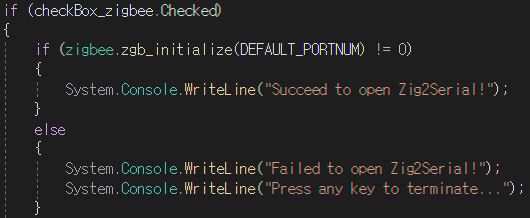 if (checkBox_zigbee.Checked)
{
if (zigbee.zgb_initialize(DEFAULT_PORTNUM) != 0)
{
System.Console.WriteLine("Succeed to open Zig2Serial!");
}
else
{
System.Console.WriteLine("Failed to open Zig2Serial!");
System.Console.WriteLine("Press any key to terminate...");
}